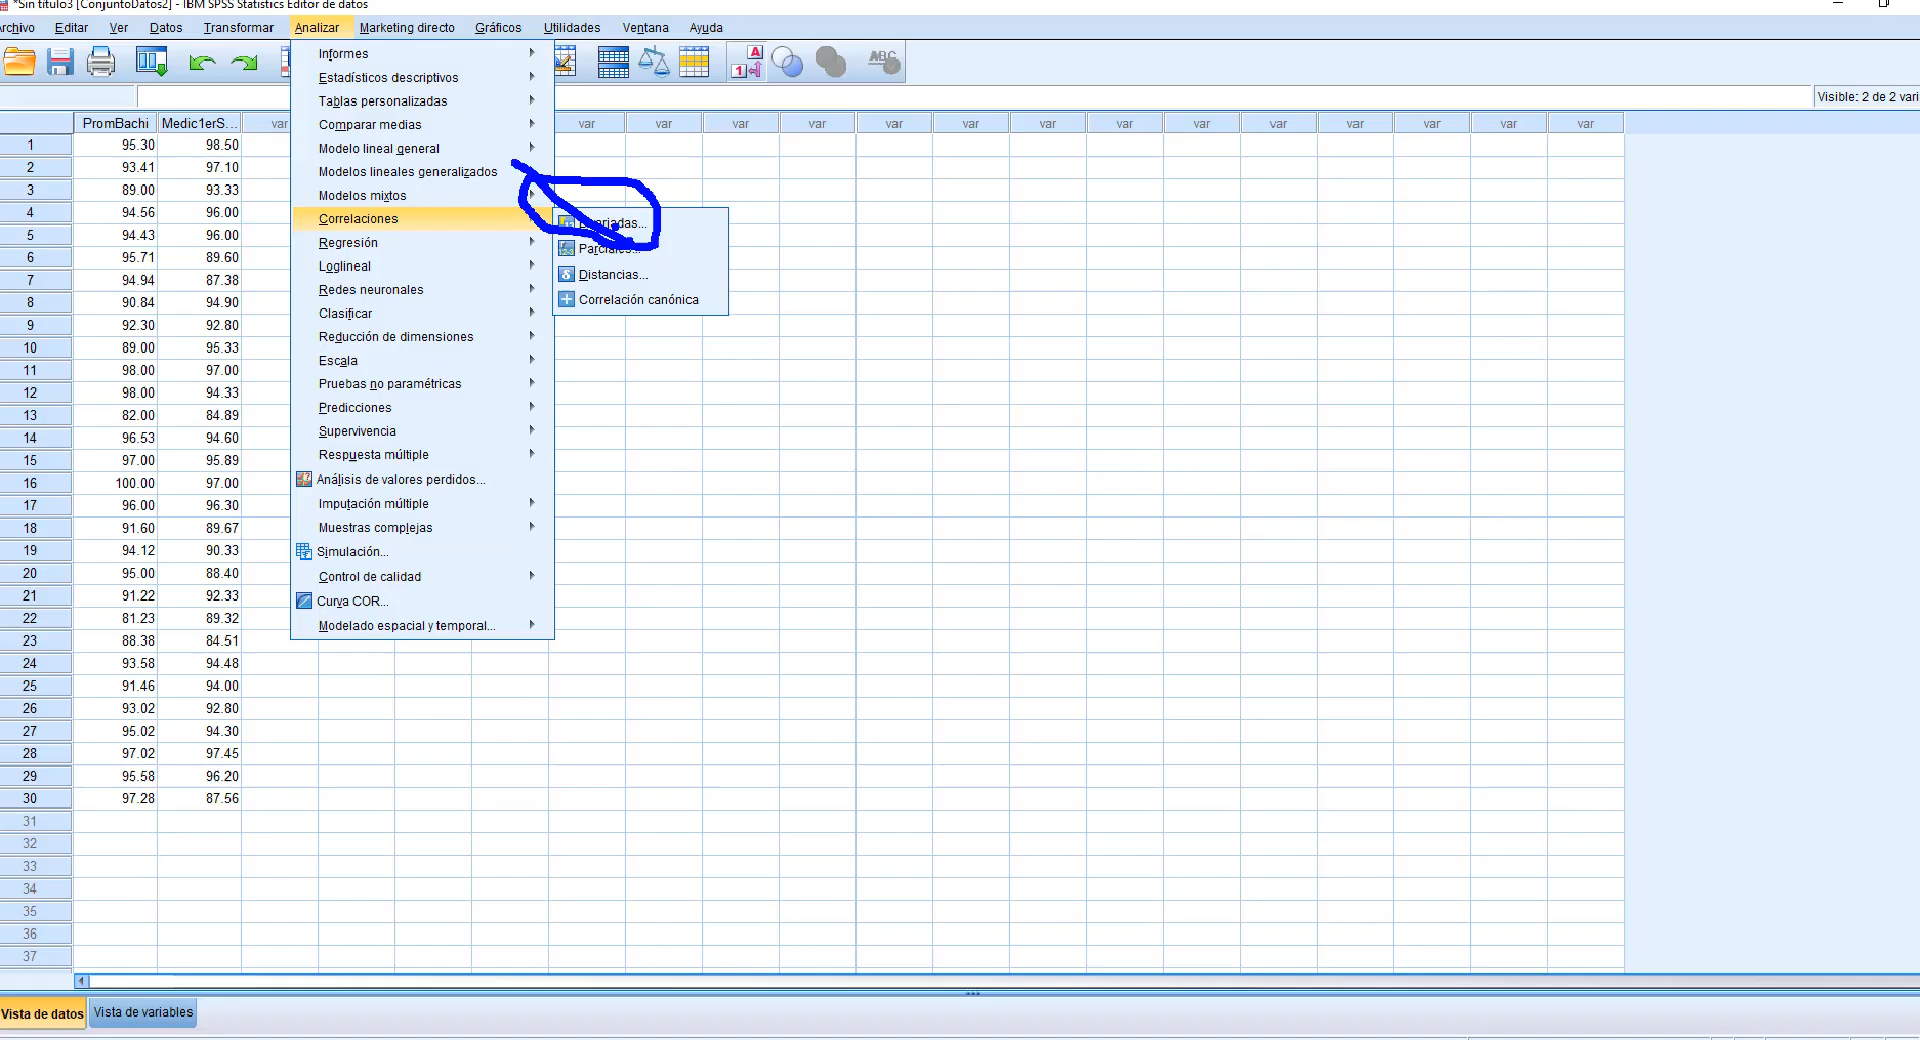 *Sin título3 [ConjuntoDatos2] - IBM SPSS Statistics Editor de datos
Archivo Editar Ver Datos Transformar Analizar Marketing directo Gráficos Utilidades Ventana Ayuda
Informes
Estadísticos descriptivos
Tablas personalizadas
Comparar medias
Modelo lineal general
Modelos lineales generalizados
Modelos mixtos
Correlaciones
Regresión
Loglineal
Redes neuronales
Clasificar
Reducción de dimensiones
Escala
Pruebas no paramétricas
Predicciones
Supervivencia
Respuesta múltiple
Análisis de valores perdidos...
Imputación múltiple
Muestras complejas
Simulación...
Control de calidad
Curva COR...
Modelado espacial y temporal...
Parciales...
Distancias...
Correlación canónica
A
1
ABC
Visible: 2 de 2 vari
PromBachi Medic1erS... var var var var var var var var var var var var var var var
1 95.30 98.50
2 93.41 97.10
3 89.00 93.33
4 94.56 96.00
5 94.43 96.00
6 95.71 89.60
7 94.94 87.38
8 90.84 94.90
9 92.30 92.80
10 89.00 95.33
11 98.00 97.00
12 98.00 94.33
13 82.00 84.89
14 96.53 94.60
15 97.00 95.89
16 100.00 97.00
17 96.00 96.30
18 91.60 89.67
19 94.12 90.33
20 95.00 88.40
21 91.22 92.33
22 81.23 89.32
23 88.38 84.51
24 93.58 94.48
25 91.46 94.00
26 93.02 92.80
27 95.02 94.30
28 97.02 97.45
29 95.58 96.20
30 97.28 87.56
31
32
33
34
35
36
37
Vista de datos Vista de variables